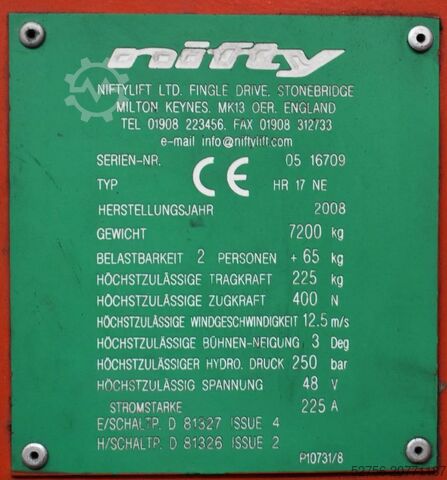 nifty
NIFTYLIFT LTD. FINGLE DRIVE, STONEBRIDGE
MILTON KEYNES. MK13 OER. ENGLAND
TEL 01908 223456. FAX 01908 312733
e-mail info@niftylift.com
SERIEN-NR. 05 16709
TYP CE HR 17 NE
HERSTELLUNGSJAHR 2008
GEWICHT 7200 kg
BELASTBARKEIT 2 PERSONEN + 65 kg
HÖCHSTZULÄSSIGE TRAGKRAFT 225 kg
HÖCHSTZULÄSSIGE ZUGKRAFT 400 N
HÖCHSTZULÄSSIGE WINDGESCHWINDIGKEIT 12.5 m/s
HÖCHSTZULÄSSIGE BÜHNEN-NEIGUNG 3 Deg
HÖCHSTZULÄSSIGER HYDRO. DRUCK 250 bar
HÖCHSTZULÄSSIG SPANNUNG 48 V
STROMSTARKE 225 A
E/SCHALTP. D 81327 ISSUE 4
H/SCHALTP. D 81326 ISSUE 2
P10731/8